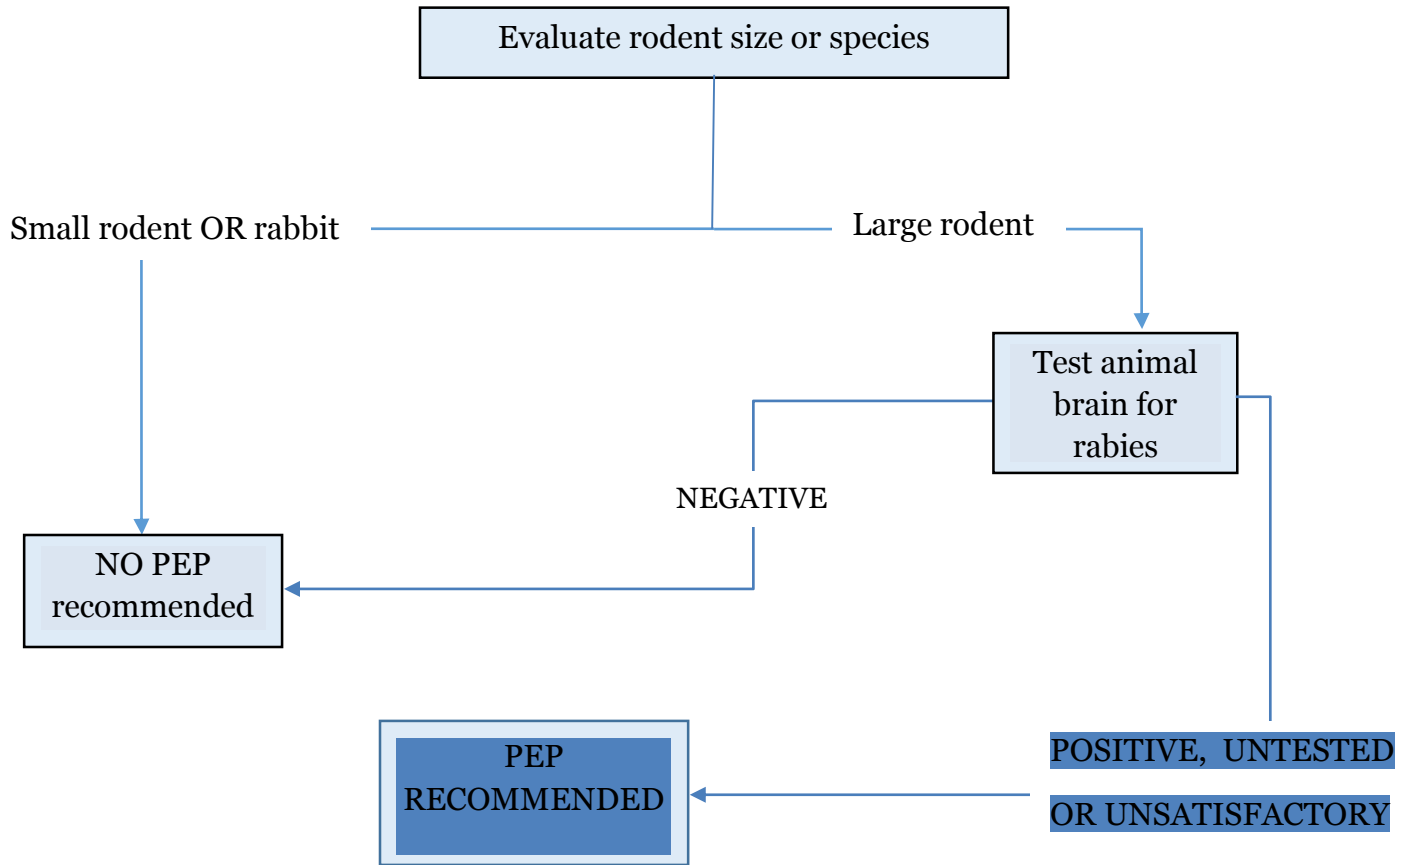 Evaluate rodent size or species
Small rodent OR rabbit
Large rodent
Test animal
brain for
rabies
NEGATIVE
NO PEP
recommended
POSITIVE, UNTESTED
OR UNSATISFACTORY
PEP
RECOMMENDED